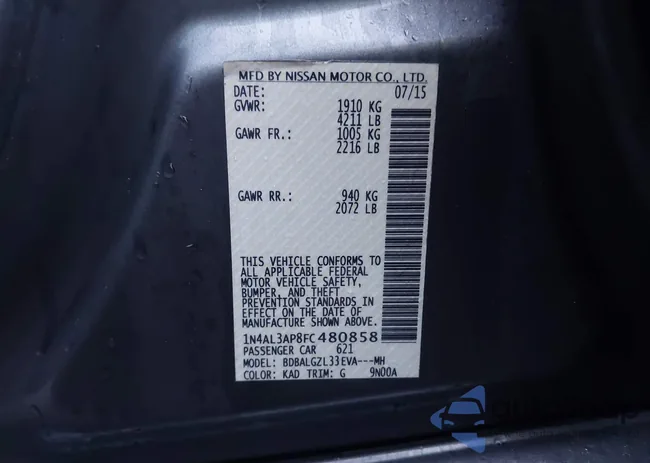 MFD BY NISSAN MOTOR CO., LTD.
DATE: 07/15
GVWR: 1910 KG
4211 LB
GAWR FR.: 1005 KG
2216 LB
GAWR RR.: 940 KG
2072 LB
THIS VEHICLE CONFORMS TO
ALL APPLICABLE FEDERAL
MOTOR VEHICLE SAFETY,
BUMPER, AND THEFT
PREVENTION STANDARDS IN
EFFECT ON THE DATE OF
MANUFACTURE SHOWN ABOVE.
1N4AL3AP8FC480858
PASSENGER CAR 621
MODEL: BDBALGZL33EVA---MH
COLOR: KAD TRIM: G 9N00A